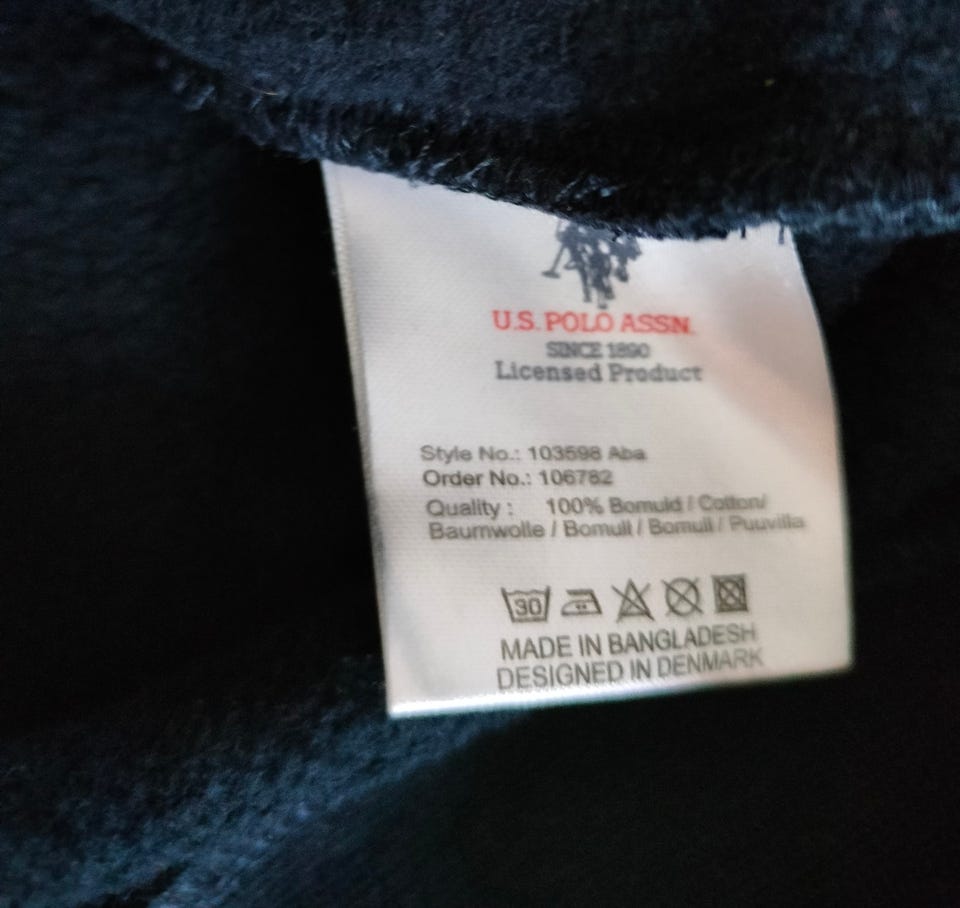 U.S. POLO ASSN.
SINCE 1890
Licensed Product
Style No.: 103598 Aba
Order No.: 106782
Quality : 100% Bomuld / Cotton/
Baumwolle / Bomull / Bomull / Puuvilla
30
MADE IN BANGLADESH
DESIGNED IN DENMARK